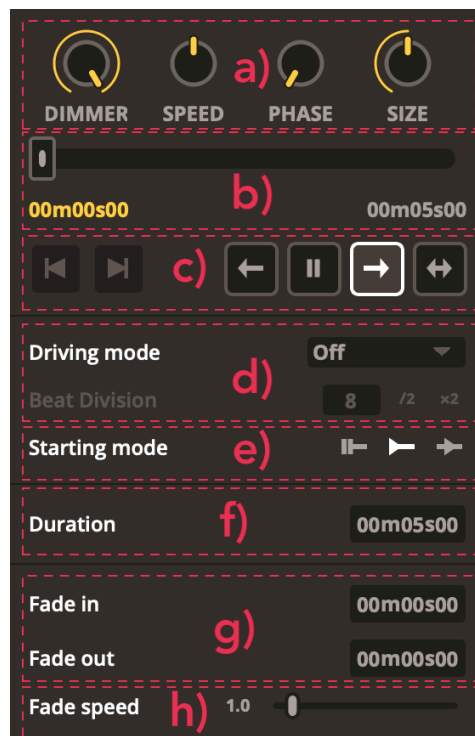 a)
DIMMER SPEED PHASE SIZE
b)
00m00s00 00m05s00
c)
Driving mode Off
d)
Beat Division 8 /2 ×2
Starting mode e)
Duration f) 00m05s00
Fade in 00m00s00
g)
Fade out 00m00s00
Fade speed h) 1.0